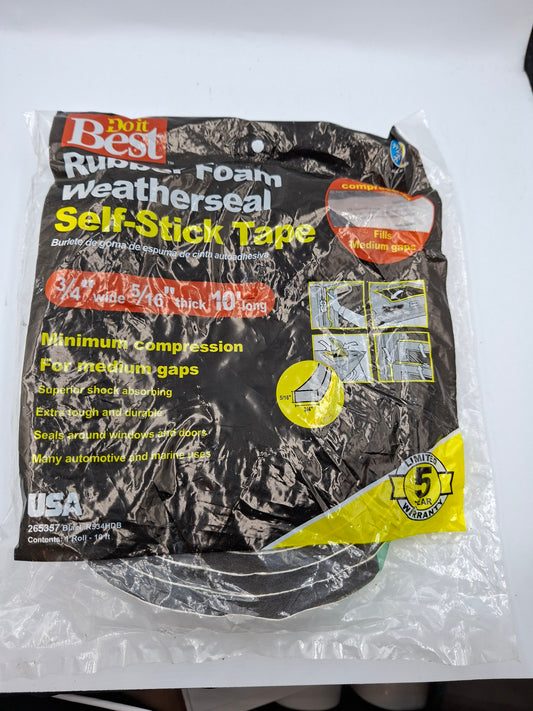 Do it
Best
Rubber Foam
Weatherseal
Self-Stick Tape
Burlete de goma de espuma de cinta autoadhesiva
3/4" wide 5/16" thick 10' long
Fills
Medium gaps
Minimum compression
For medium gaps
Superior shock absorbing
Extra tough and durable
Seals around windows and doors
Many automotive and marine uses
5/16"
3/4"
LIMITED
5
YEAR
WARRANTY
USA
265357 Black R534HDB
Contents: 1 Roll - 10 ft